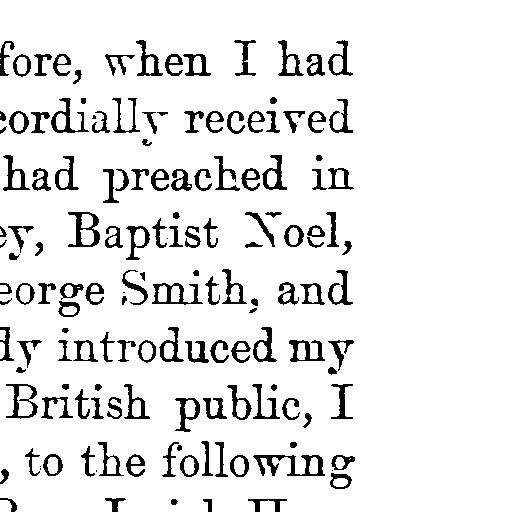 fore, when I had
cordially received
had preached in
ey, Baptist Noel,
eorge Smith, and
dy introduced my
British public, I
, to the following